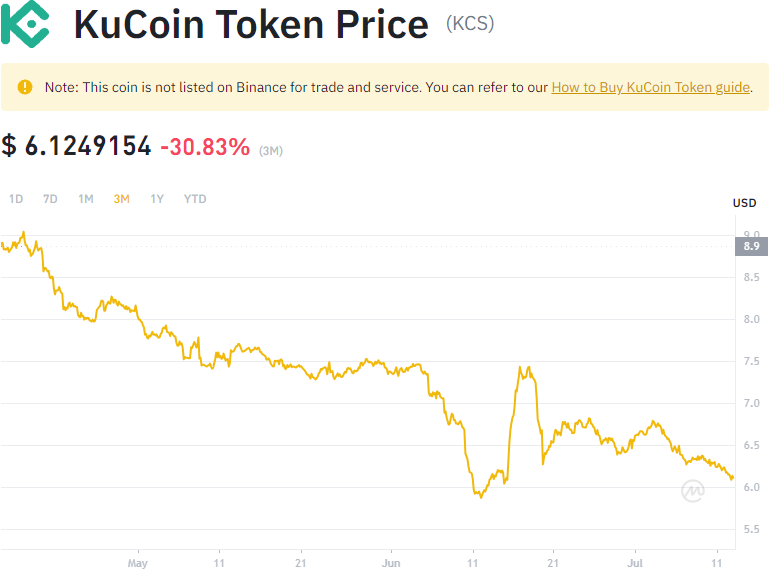 KuCoin Token Price (KCS)
Note: This coin is not listed on Binance for trade and service. You can refer to our How to Buy KuCoin Token guide.
$ 6.1249154 -30.83% (3M)
1D 7D 1M 3M 1Y YTD
USD
9.0
8.9
8.5
8.0
7.5
7.0
6.5
6.0
5.5
May 11 21 Jun 11 21 Jul 11